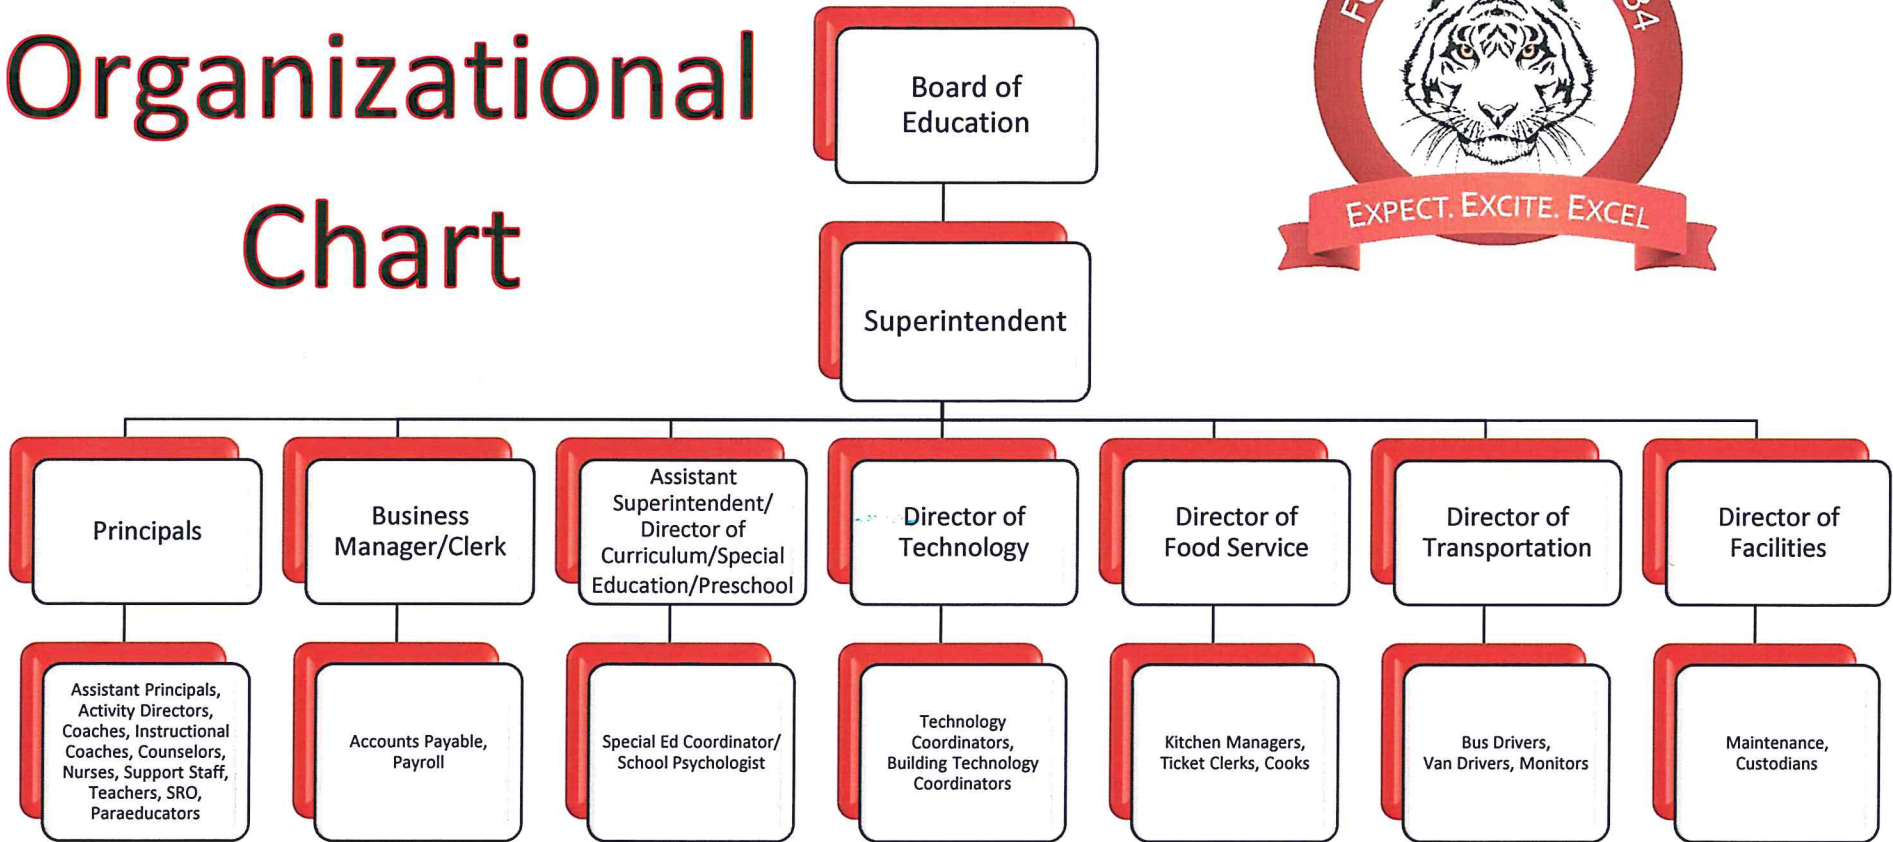 Organizational
Chart
Board of
Education
84
EXPECT. EXCITE. EXCEL
Superintendent
Principals
Business
Manager/Clerk
Assistant
Superintendent/
Director of
Curriculum/Special
Education/Preschool
Director of
Technology
Director of
Food Service
Director of
Transportation
Director of
Facilities
Assistant Principals,
Activity Directors,
Coaches, Instructional
Coaches, Counselors,
Nurses, Support Staff,
Teachers, SRO,
Paraeducators
Accounts Payable,
Payroll
Special Ed Coordinator/
School Psychologist
Technology
Coordinators,
Building Technology
Coordinators
Kitchen Managers,
Ticket Clerks, Cooks
Bus Drivers,
Van Drivers, Monitors
Maintenance,
Custodians